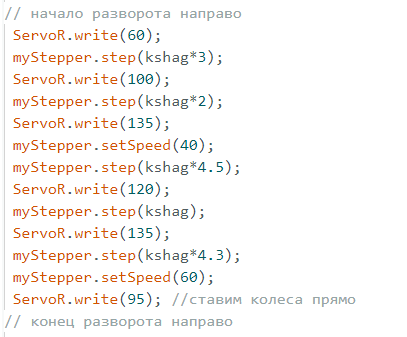 // начало разворота направо
ServoR.write(60);
myStepper.step(kshag*3);
ServoR.write(100);
myStepper.step(kshag*2);
ServoR.write(135);
myStepper.setSpeed(40);
myStepper.step(kshag*4.5);
ServoR.write(120);
myStepper.step(kshag);
ServoR.write(135);
myStepper.step(kshag*4.3);
myStepper.setSpeed(60);
ServoR.write(95); //ставим колеса прямо
// конец разворота направо